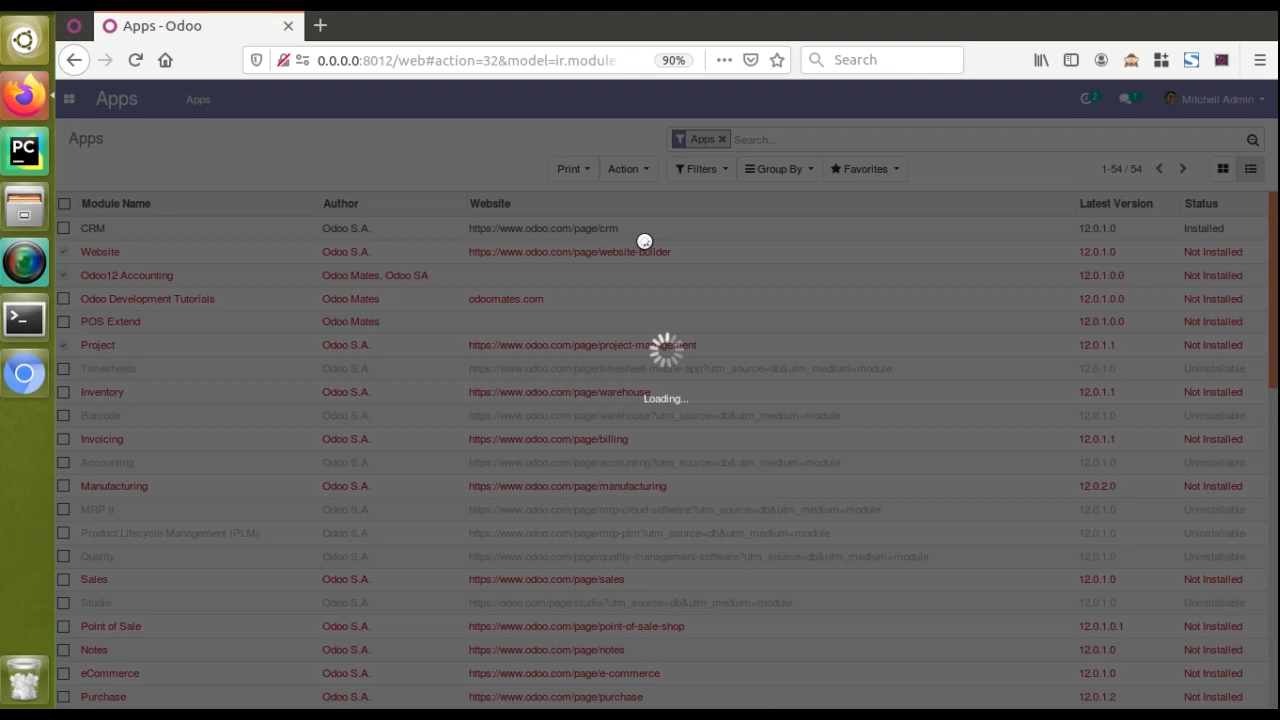 Apps - Odoo
0.0.0.0:8012/web#action=32&model=ir.module. 90% Search
Apps Apps 2 1 Mitchell Admin
Apps Apps Search...
Print Action Filters Group By Favorites 1-54 / 54
Module Name Author Website Latest Version Status
CRM Odoo S.A. https://www.odoo.com/page/crm 12.0.1.0 Installed
Website Odoo S.A. https://www.odoo.com/page/website-builder 12.0.1.0 Not Installed
Odoo12 Accounting Odoo Mates, Odoo SA 12.0.1.0.0 Not Installed
Odoo Development Tutorials Odoo Mates odoomates.com 12.0.1.0.0 Not Installed
PC POS Extend Odoo Mates 12.0.1.0.0 Not Installed
Project Odoo S.A. https://www.odoo.com/page/project-management 12.0.1.1 Not Installed
Timesheets Odoo S.A. https://www.odoo.com/page/timesheet-mobile-app?utm_source=db&utm_medium=module 12.0.1.0 Uninstallable
Inventory Odoo S.A. https://www.odoo.com/page/warehouse 12.0.1.1 Not Installed
Loading...
Barcode Odoo S.A. https://www.odoo.com/page/warehouse?utm_source=db&utm_medium=module 12.0.1.0 Uninstallable
Invoicing Odoo S.A. https://www.odoo.com/page/billing 12.0.1.1 Not Installed
Accounting Odoo S.A. https://www.odoo.com/page/accounting?utm_source=db&utm_medium=module 12.0.1.0 Uninstallable
Manufacturing Odoo S.A. https://www.odoo.com/page/manufacturing 12.0.2.0 Not Installed
MRP II Odoo S.A. https://www.odoo.com/page/mrp-cloud-software?utm_source=db&utm_medium=module 12.0.1.0 Uninstallable
Product Lifecycle Management (PLM) Odoo S.A. https://www.odoo.com/page/mrp-plm?utm_source=db&utm_medium=module 12.0.1.0 Uninstallable
Quality Odoo S.A. https://www.odoo.com/page/quality-management-software?utm_source=db&utm_medium=module 12.0.1.0 Uninstallable
Sales Odoo S.A. https://www.odoo.com/page/sales 12.0.1.0 Not Installed
Studio Odoo S.A. https://odoo.com/page/studio?utm_source=db&utm_medium=module 12.0.1.0 Uninstallable
Point of Sale Odoo S.A. https://www.odoo.com/page/point-of-sale-shop 12.0.1.0.1 Not Installed
Notes Odoo S.A. https://www.odoo.com/page/notes 12.0.1.0 Not Installed
eCommerce Odoo S.A. https://www.odoo.com/page/e-commerce 12.0.1.0 Not Installed
Purchase Odoo S.A. https://www.odoo.com/page/purchase 12.0.1.2 Not Installed